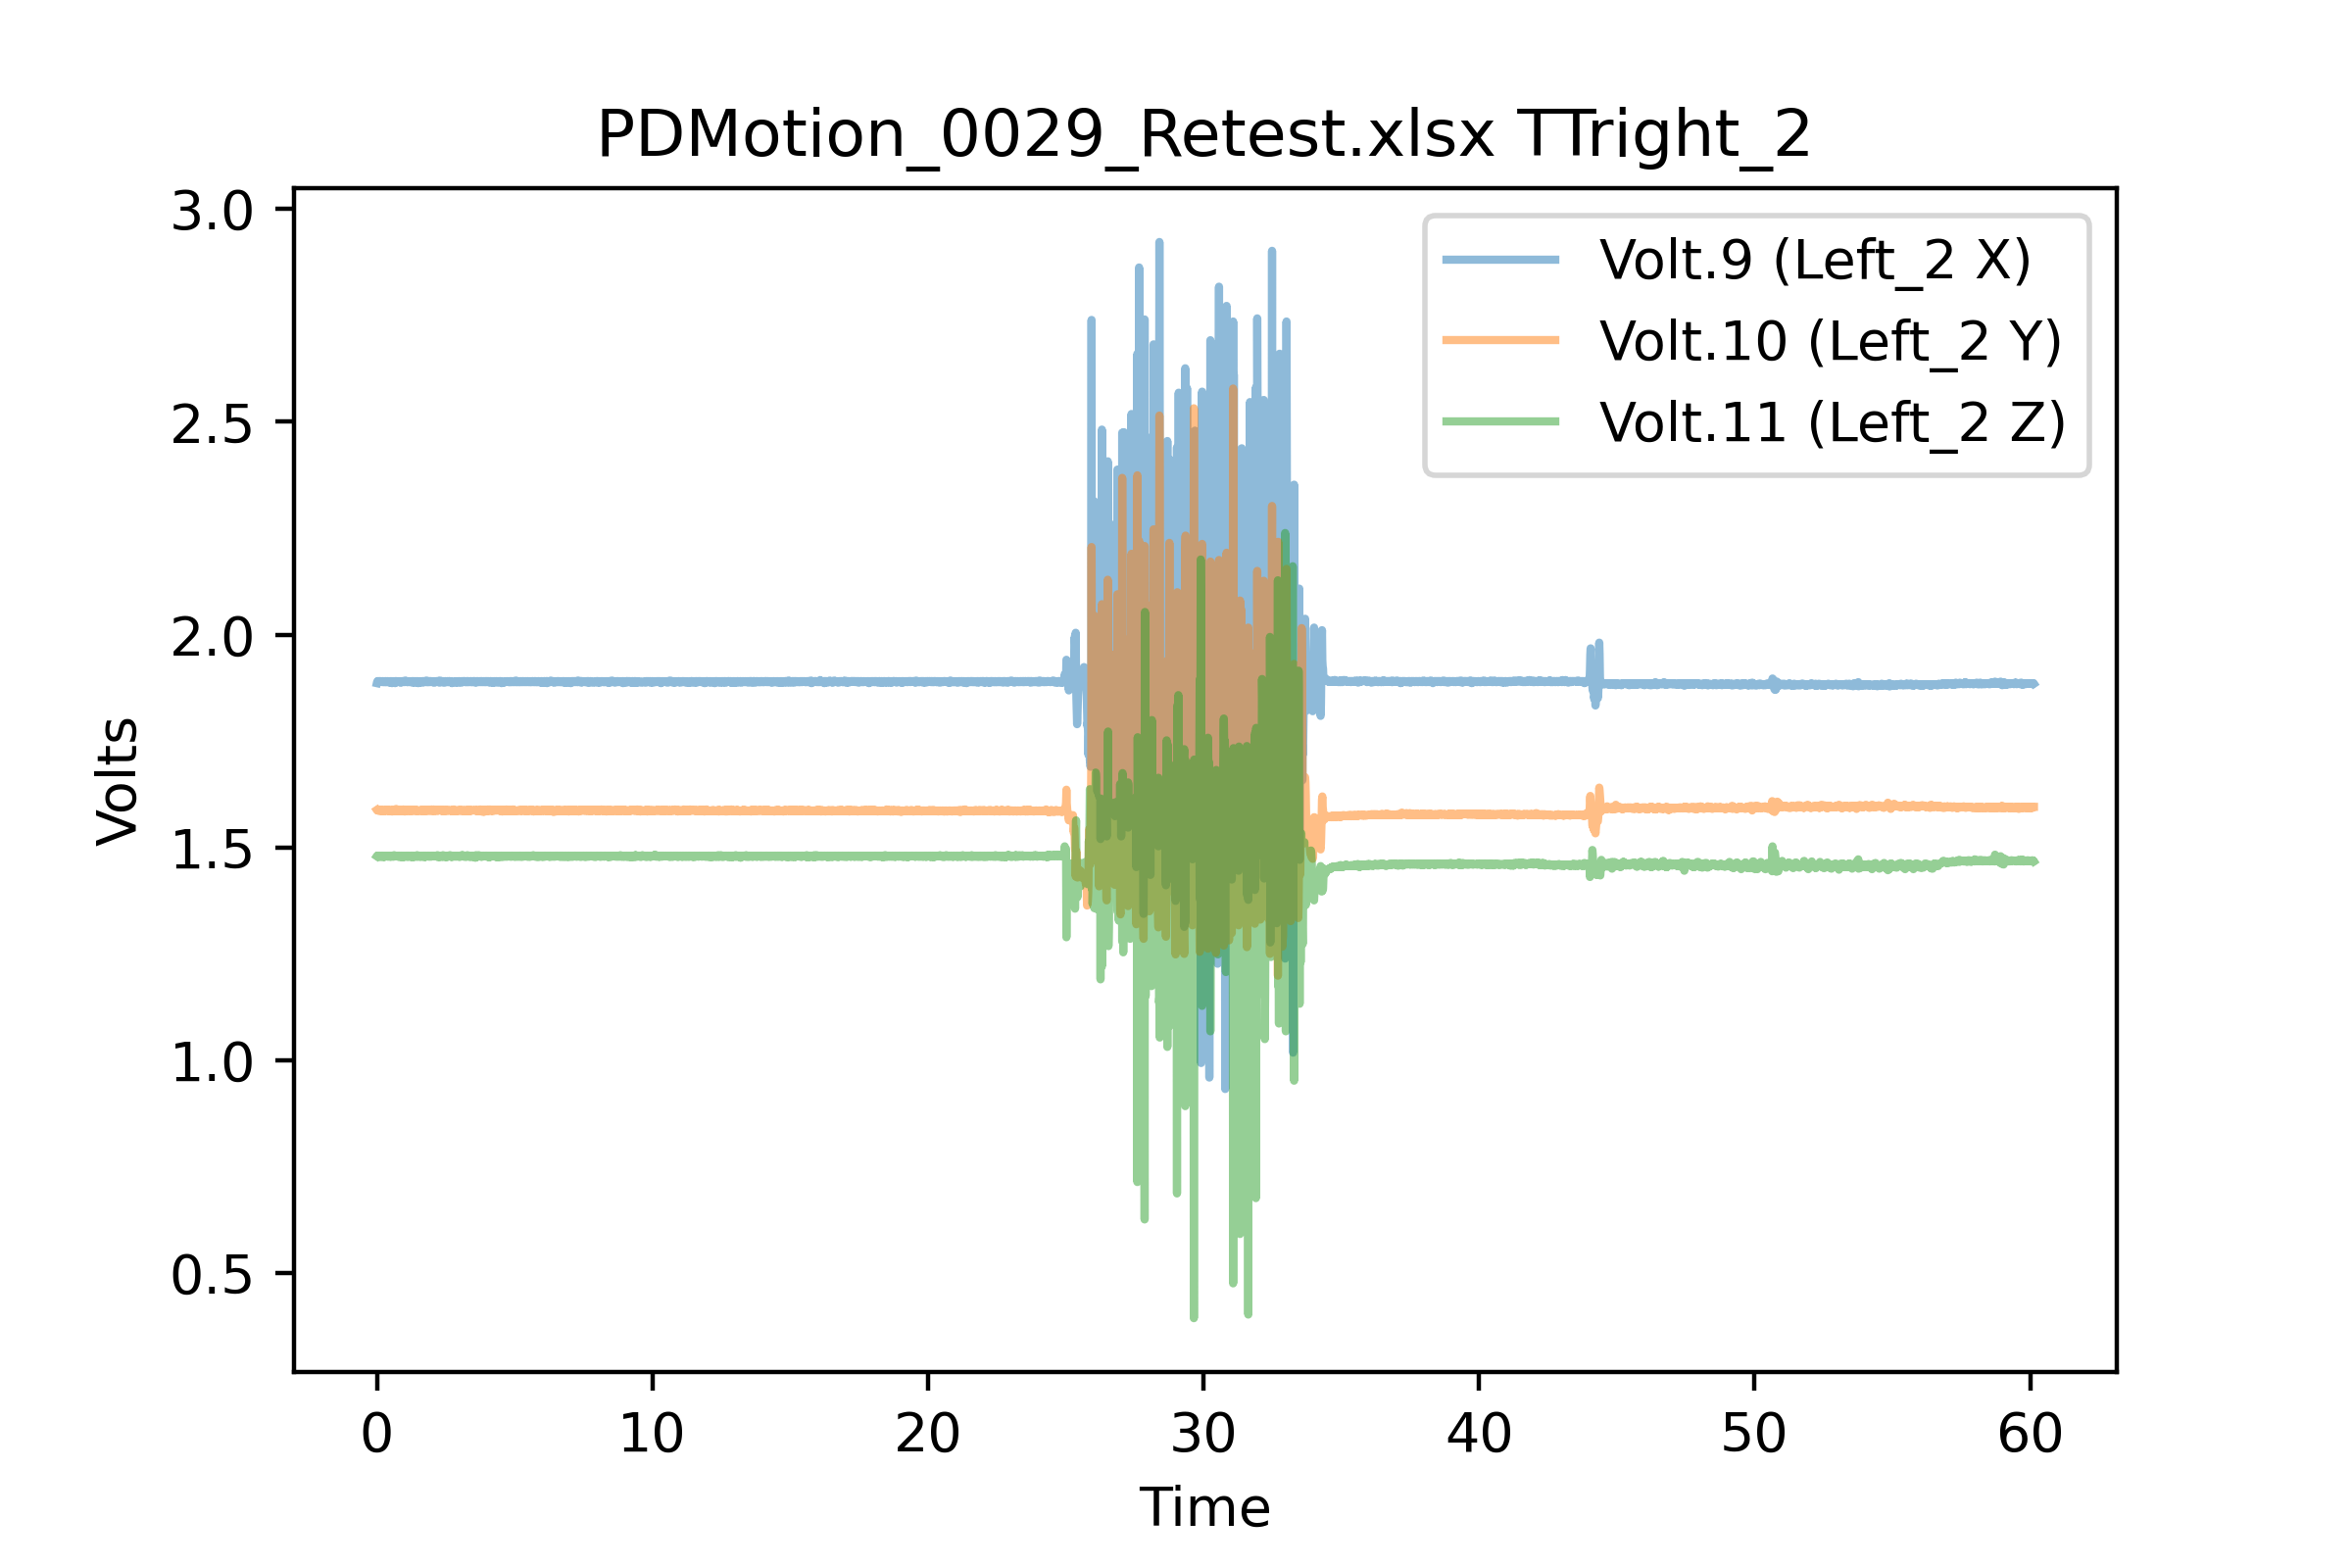 PDMotion_0029_Retest.xlsx TTright_2
3.0
2.5
2.0
1.5
1.0
0.5
Volts
Volt.9 (Left_2 X)
Volt.10 (Left_2 Y)
Volt.11 (Left_2 Z)
0 10 20 30 40 50 60
Time